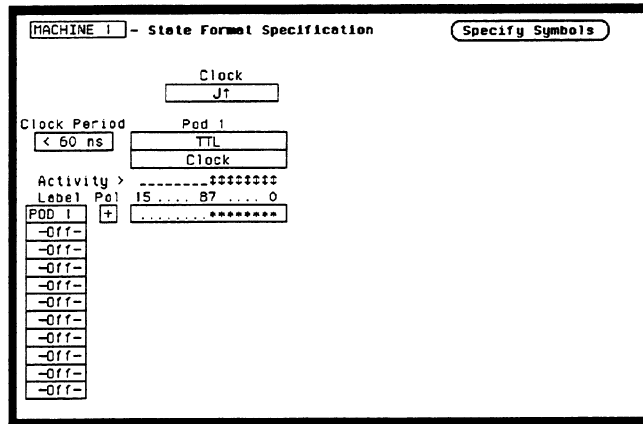 MACHINE 1 - State Format Specification Specify Symbols
Clock
J↑
Clock Period Pod 1
< 60 ns TTL
Clock
Activity > ________↕↕↕↕↕↕↕↕
Label Pol 15 .... 87 .... 0
POD 1 + ........********
-Off-
-Off-
-Off-
-Off-
-Off-
-Off-
-Off-
-Off-
-Off-
-Off-